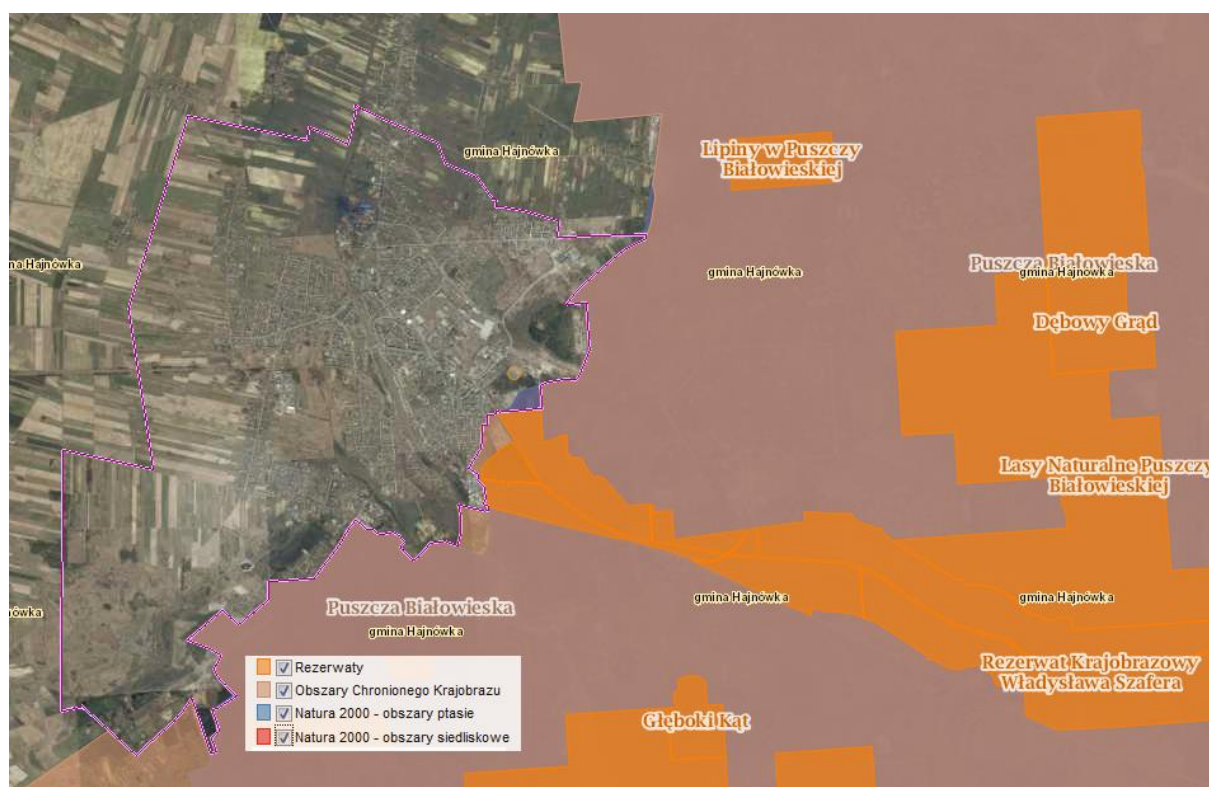 gmina Hajnówka
Lipiny w Puszczy
Białowieskiej
na Hajnówka
gmina Hajnówka
Puszcza Białowieska
gmina Hajnówka
Dębowy Grąd
Lasy Naturalne Puszczy
Białowieskiej
ówka
Puszcza Białowieska
gmina Hajnówka
gmina Hajnówka
gmina Hajnówka
Rezerwaty
Obszary Chronionego Krajobrazu
Natura 2000 - obszary ptasie
Natura 2000 - obszary siedliskowe
Rezerwat Krajobrazowy
Władysława Szafera
Głęboki Kąt